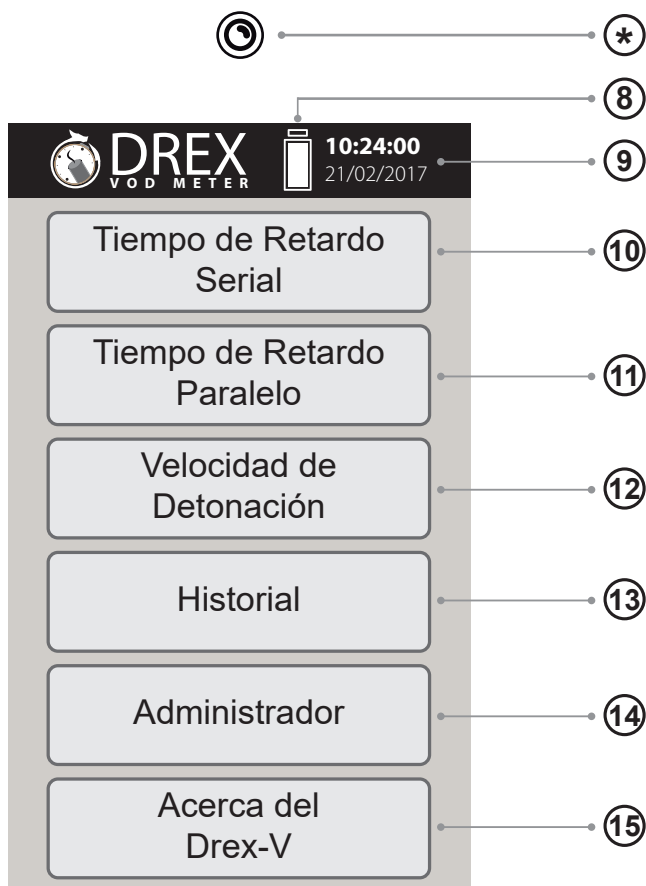 *
8
DREX
VOD METER
10:24:00
21/02/2017
9
Tiempo de Retardo
Serial
10
Tiempo de Retardo
Paralelo
11
Velocidad de
Detonación
12
Historial
13
Administrador
14
Acerca del
Drex-V
15